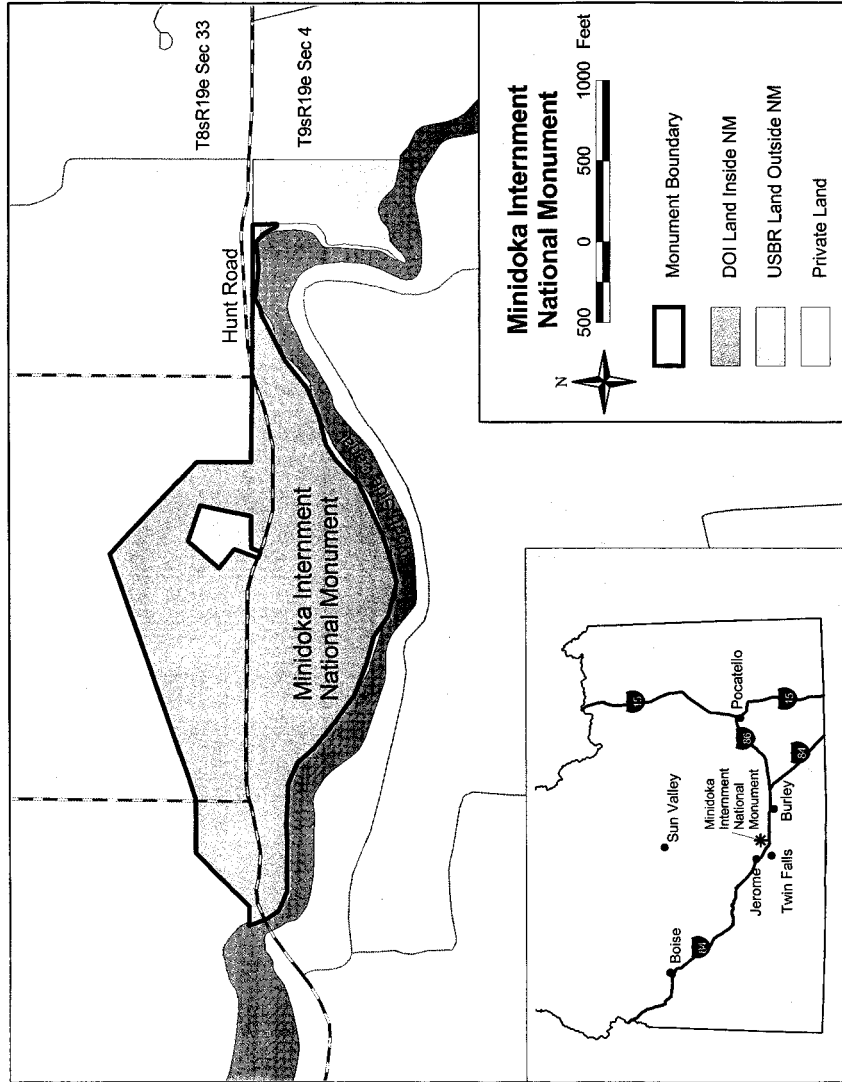 T8sR19e Sec 33
T9sR19e Sec 4
Hunt Road
Minidoka Internment
National Monument
Minidoka Internment
National Monument
500
0
500
1000 Feet
N
Monument Boundary
DOI Land Inside NM
USBR Land Outside NM
Private Land
Boise
84
Sun Valley
Jerome
Twin Falls
Minidoka
Internment
National
Monument
Burley
86
84
Pocatello
15
15